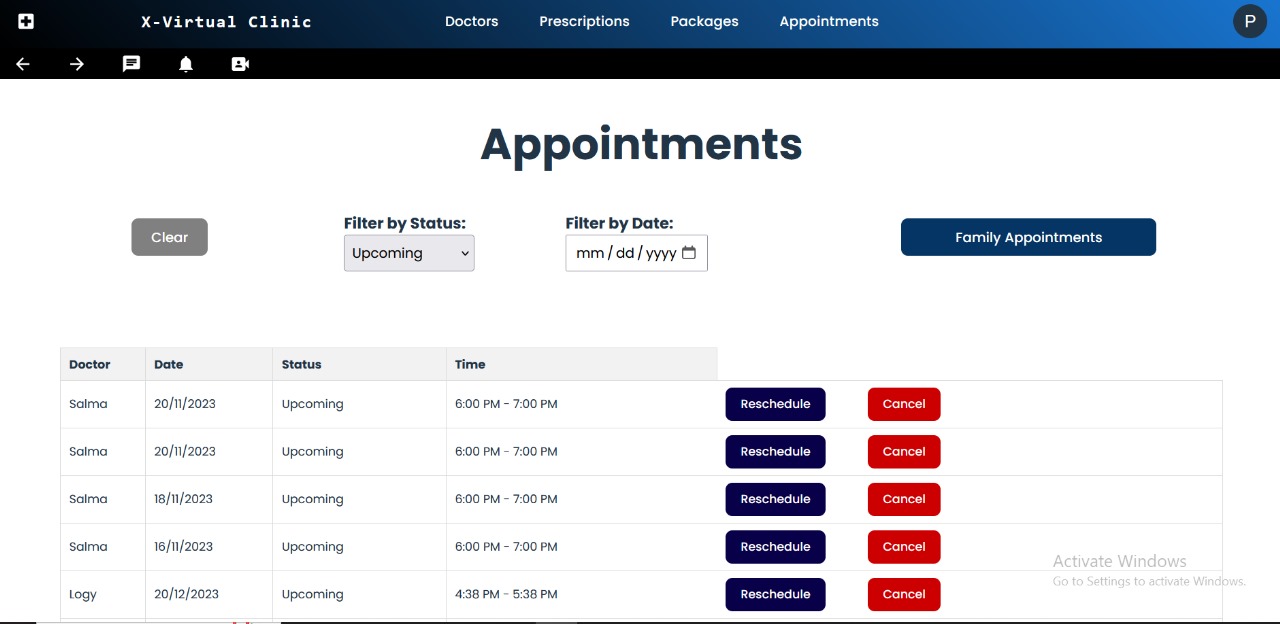 X-Virtual Clinic Doctors Prescriptions Packages Appointments P
Appointments
Clear
Filter by Status:
Upcoming
Filter by Date:
mm/dd/yyyy
Family Appointments
Doctor Date Status Time
Salma 20/11/2023 Upcoming 6:00 PM - 7:00 PM Reschedule Cancel
Salma 20/11/2023 Upcoming 6:00 PM - 7:00 PM Reschedule Cancel
Salma 18/11/2023 Upcoming 6:00 PM - 7:00 PM Reschedule Cancel
Salma 16/11/2023 Upcoming 6:00 PM - 7:00 PM Reschedule Cancel
Logy 20/12/2023 Upcoming 4:38 PM - 5:38 PM Reschedule Cancel
Activate Windows
Go to Settings to activate Windows.